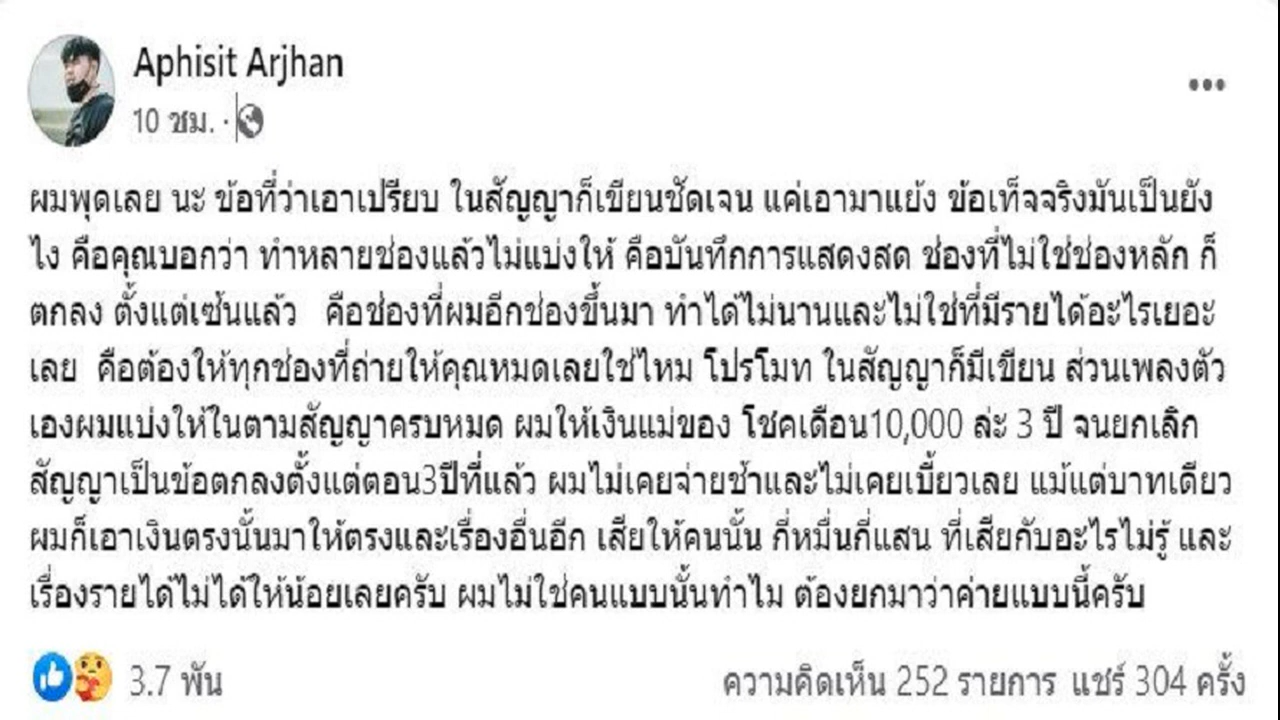 Aphisit Arjhan
10 ชม. ·
ผมพุดเลย นะ ข้อที่ว่าเอาเปรียบ ในสัญญาก็เขียนชัดเจน แค่เอามาแย้ง ข้อเท็จจริงมันเป็นยัง
ไง คือคุณบอกว่า ทำหลายช่องแล้วไม่แบ่งให้ คือบันทึกการแสดงสด ช่องที่ไม่ใช่ช่องหลัก ก็
ตกลง ตั้งแต่เซ้นแล้ว คือช่องที่ผมอีกช่องขึ้นมา ทำได้ไม่นานและไม่ใช่ที่มีรายได้อะไรเยอะ
เลย คือต้องให้ทุกช่องที่ถ่ายให้คุณหมดเลยใช่ไหม โปรโมท ในสัญญาก็มีเขียน ส่วนเพลงตัว
เองผมแบ่งให้ในตามสัญญาครบหมด ผมให้เงินแม่ของ โชคเดือน10,000 ล่ะ 3 ปี จนยกเลิก
สัญญาเป็นข้อตกลงตั้งแต่ตอน3ปีที่แล้ว ผมไม่เคยจ่ายช้าและไม่เคยเบี้ยวเลย แม้แต่บาทเดียว
ผมก็เอาเงินตรงนั้นมาให้ตรงและเรื่องอื่นอีก เสียให้คนนั้น กี่หมื่นกี่แสน ที่เสียกับอะไรไม่รู้ และ
เรื่องรายได้ไม่ได้ให้น้อยเลยครับ ผมไม่ใช่คนแบบนั้นทำไม ต้องยกมาว่าค่ายแบบนี้ครับ
3.7 พัน
ความคิดเห็น 252 รายการ แชร์ 304 ครั้ง